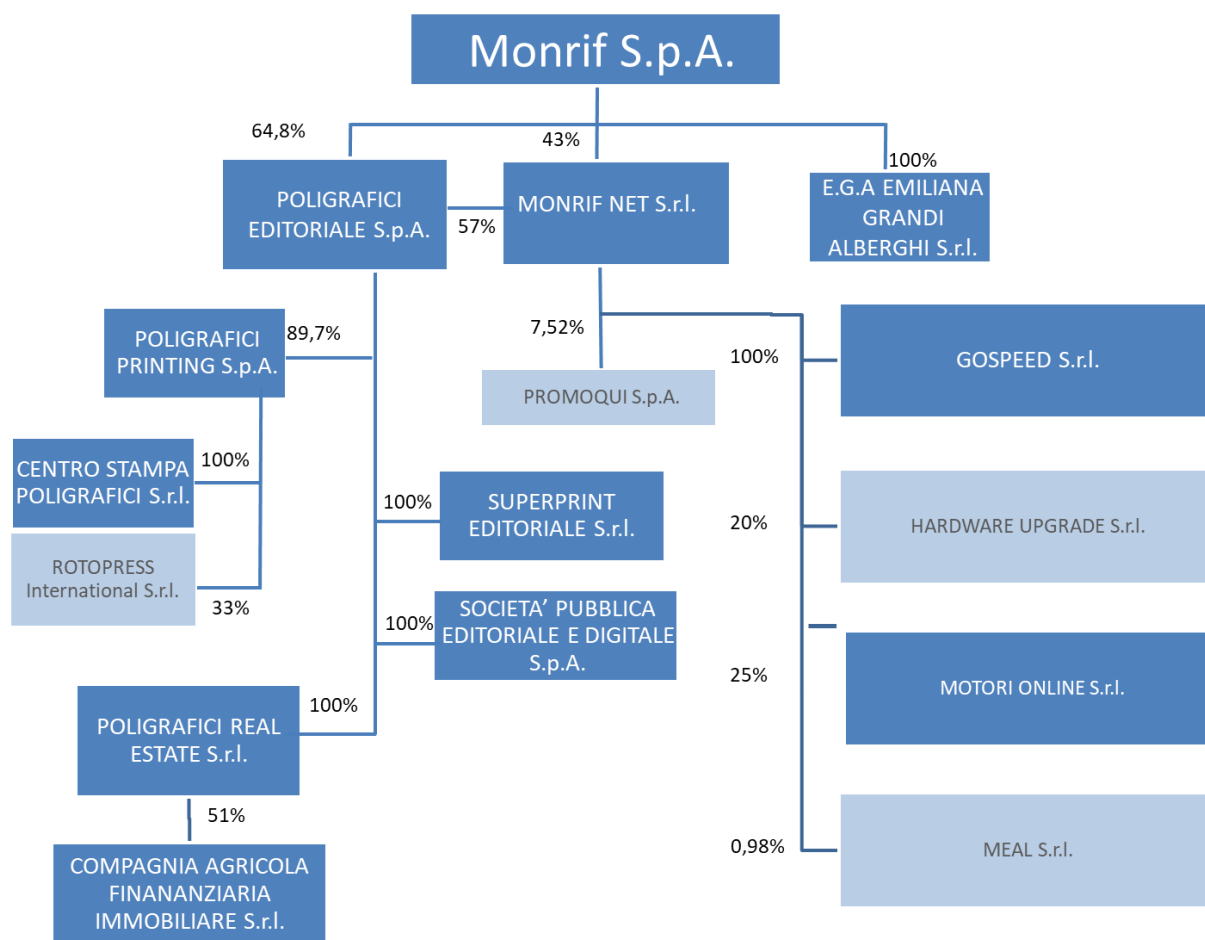 Monrif S.p.A.
64,8%
43%
100%
POLIGRAFICI
EDITORIALE S.p.A.
57%
MONRIF NET S.r.l.
E.G.A EMILIANA
GRANDI
ALBERGHI S.r.l.
POLIGRAFICI
PRINTING S.p.A.
89,7%
7,52%
PROMOQUI S.p.A.
100%
GOSPEED S.r.l.
CENTRO STAMPA
POLIGRAFICI S.r.l.
100%
ROTOPRESS
International S.r.l.
33%
100%
SUPERPRINT
EDITORIALE S.r.l.
20%
HARDWARE UPGRADE S.r.l.
100%
SOCIETA’ PUBBLICA
EDITORIALE E DIGITALE
S.p.A.
25%
MOTORI ONLINE S.r.l.
POLIGRAFICI REAL
ESTATE S.r.l.
100%
51%
COMPAGNIA AGRICOLA
FINANANZIARIA
IMMOBILIARE S.r.l.
0,98%
MEAL S.r.l.